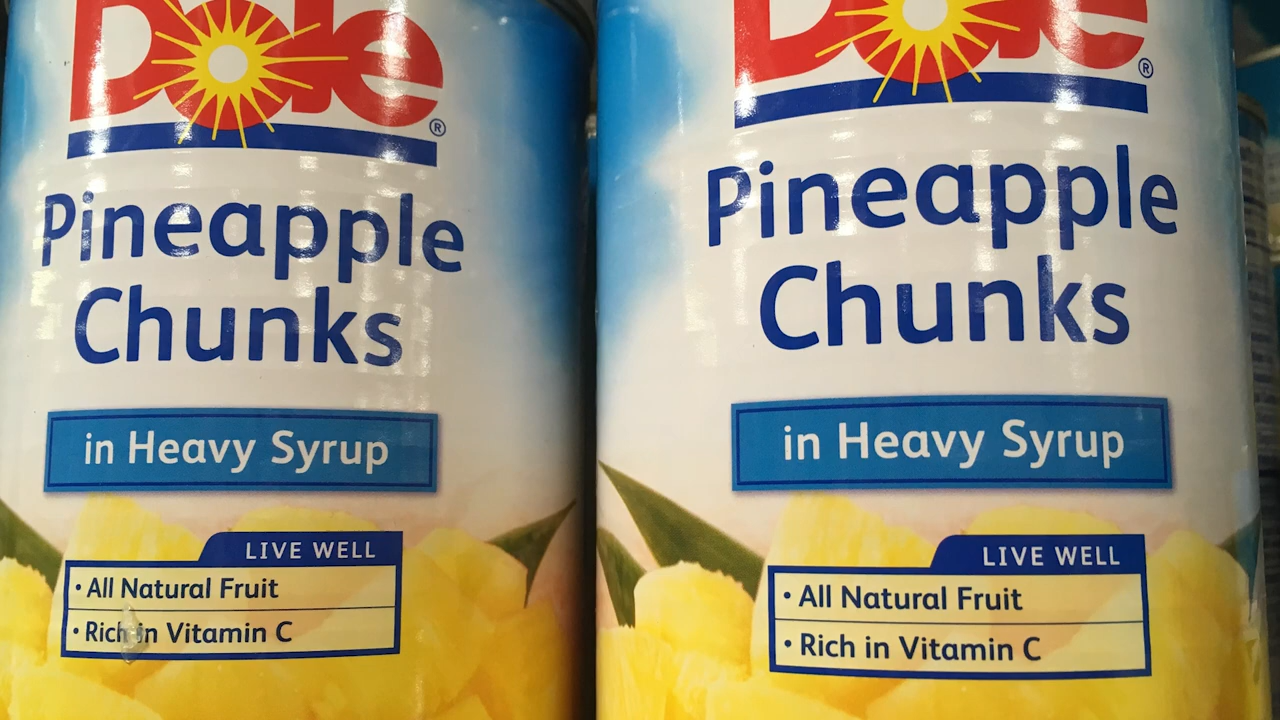 Dole
®
Pineapple
Chunks
in Heavy Syrup
LIVE WELL
• All Natural Fruit
• Rich in Vitamin C
Dole
®
Pineapple
Chunks
in Heavy Syrup
LIVE WELL
• All Natural Fruit
• Rich in Vitamin C